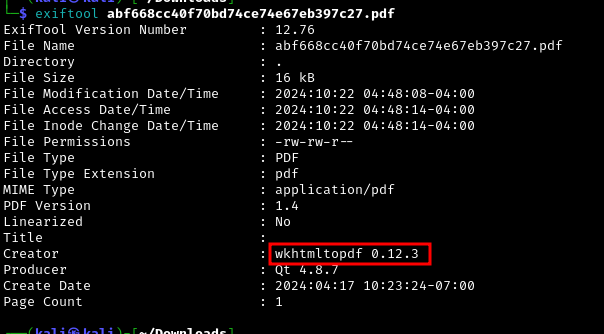 (kali㉿kali)-[~/Downloads]
└─$ exiftool abf668cc40f70bd74ce74e67eb397c27.pdf
ExifTool Version Number : 12.76
File Name : abf668cc40f70bd74ce74e67eb397c27.pdf
Directory : .
File Size : 16 kB
File Modification Date/Time : 2024:10:22 04:48:08-04:00
File Access Date/Time : 2024:10:22 04:48:14-04:00
File Inode Change Date/Time : 2024:10:22 04:48:14-04:00
File Permissions : -rw-rw-r--
File Type : PDF
File Type Extension : pdf
MIME Type : application/pdf
PDF Version : 1.4
Linearized : No
Title :
Creator : wkhtmltopdf 0.12.3
Producer : Qt 4.8.7
Create Date : 2024:04:17 10:23:24-07:00
Page Count : 1
(kali㉿kali)-[~/Downloads]